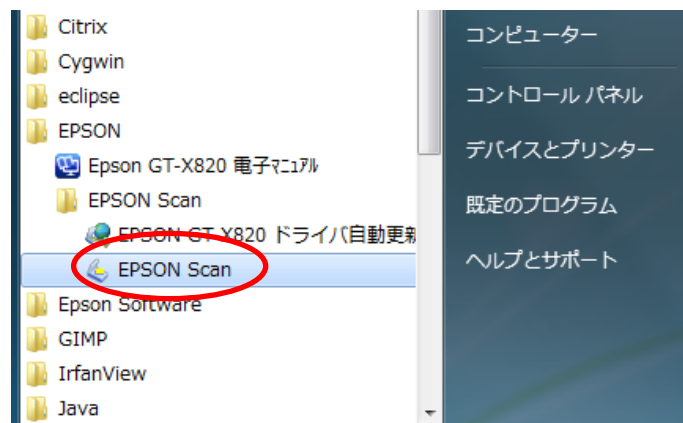 Citrix
Cygwin
eclipse
EPSON
Epson GT-X820 電子ﾏﾆｭｱﾙ
EPSON Scan
EPSON GT-X820 ドライバ自動更新
EPSON Scan
Epson Software
GIMP
IrfanView
Java
コンピューター
コントロール パネル
デバイスとプリンター
既定のプログラム
ヘルプとサポート